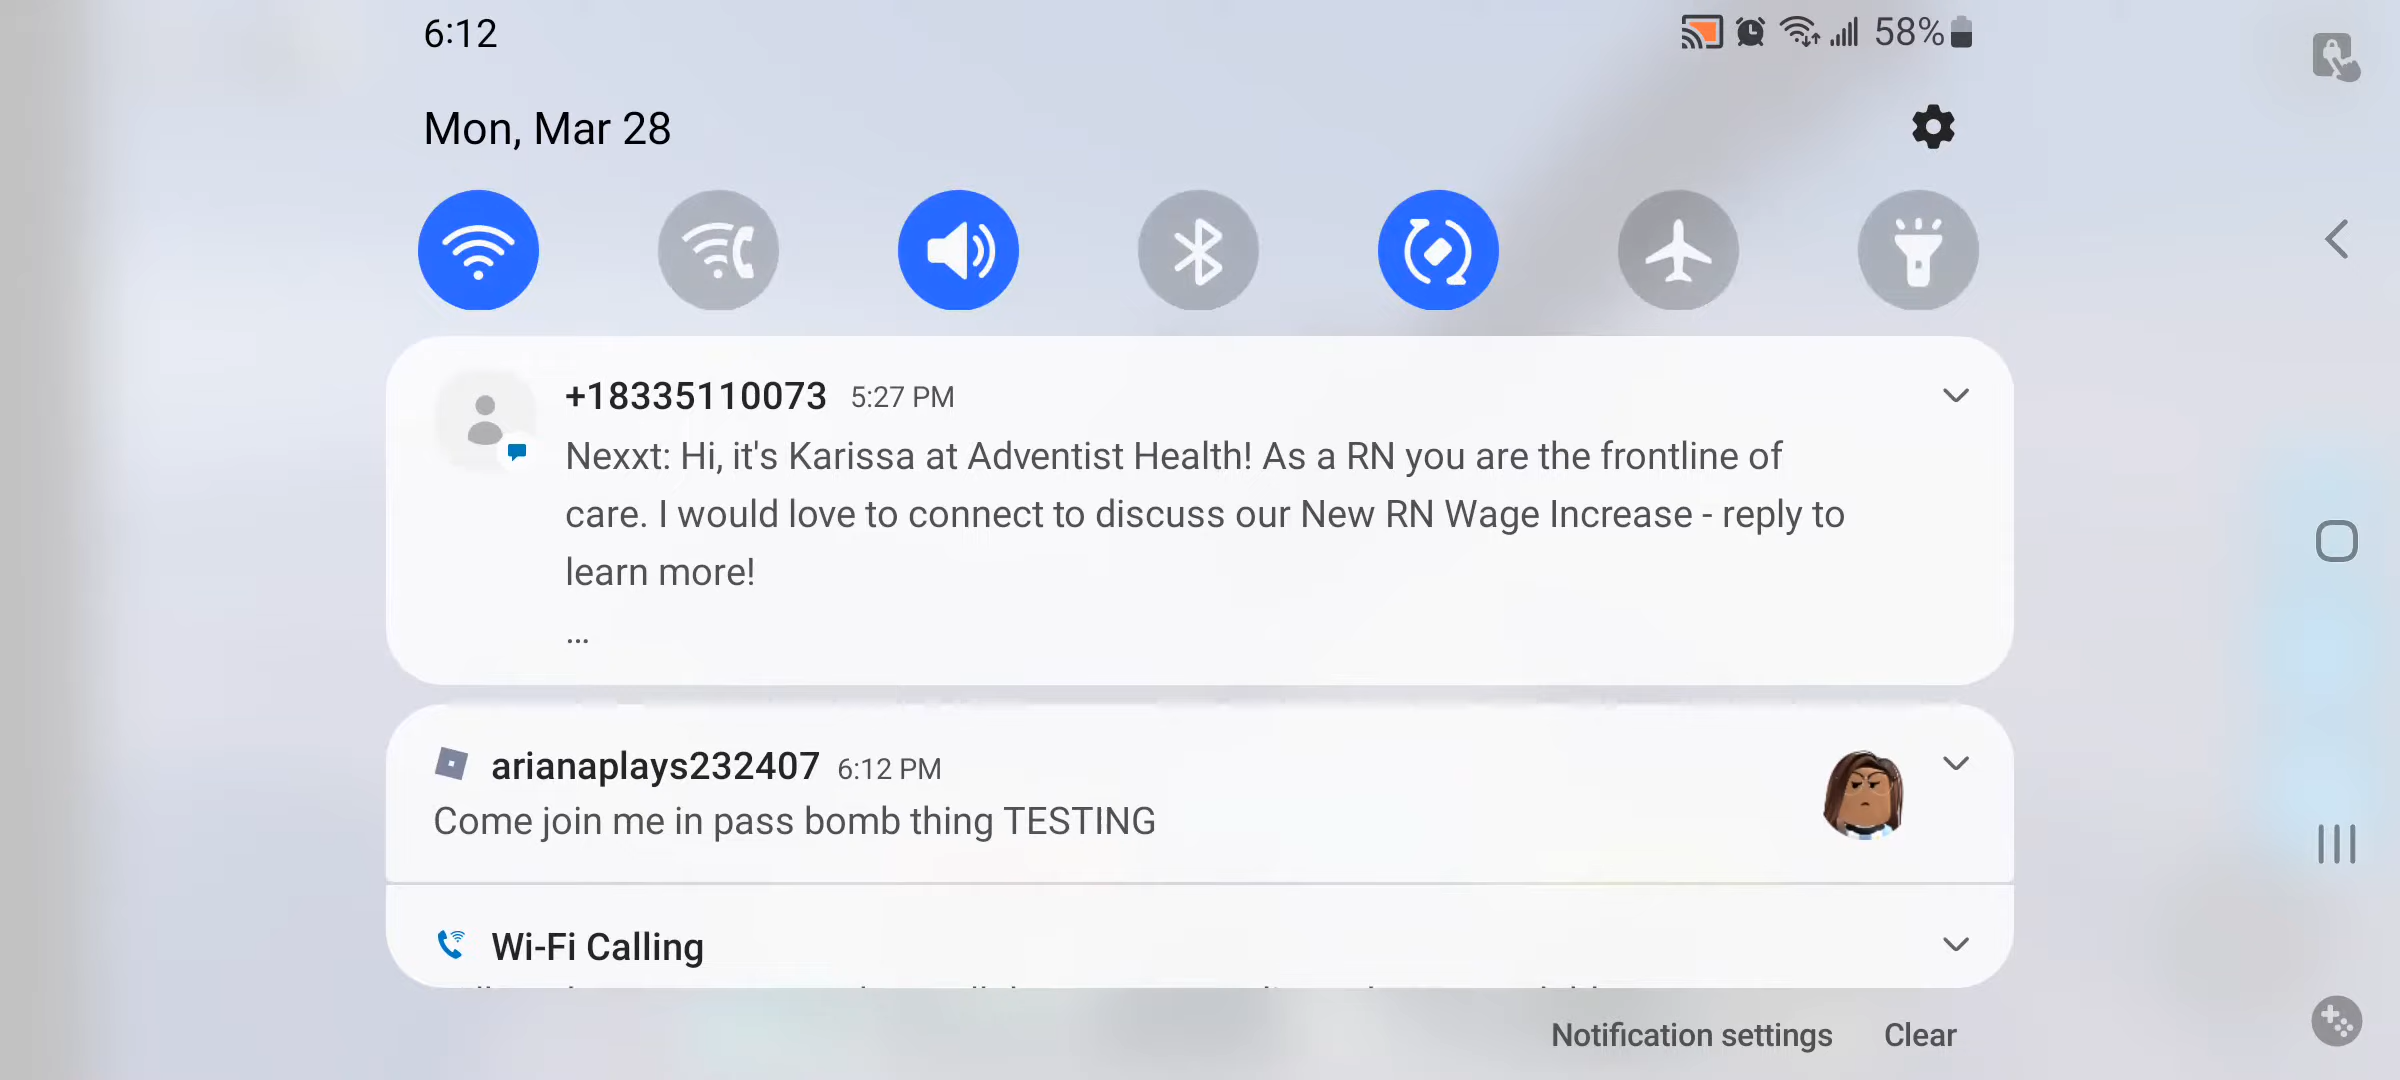 6:12
58%
Mon, Mar 28
+18335110073 5:27 PM
Nexxt: Hi, it's Karissa at Adventist Health! As a RN you are the frontline of
care. I would love to connect to discuss our New RN Wage Increase - reply to
learn more!
...
arianaplays232407 6:12 PM
Come join me in pass bomb thing TESTING
Wi-Fi Calling
Notification settings Clear